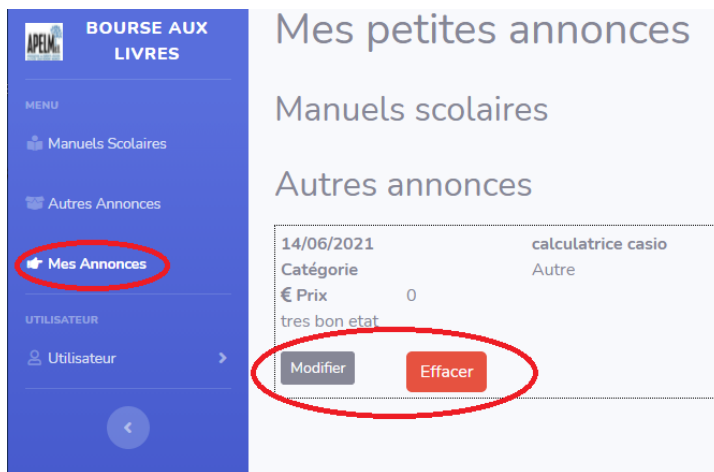 APELM
BOURSE AUX
LIVRES
MENU
Manuels Scolaires
Autres Annonces
Mes Annonces
UTILISATEUR
Utilisateur
Mes petites annonces
Manuels scolaires
Autres annonces
14/06/2021 calculatrice casio
Catégorie Autre
€ Prix 0
tres bon etat
Modifier Effacer